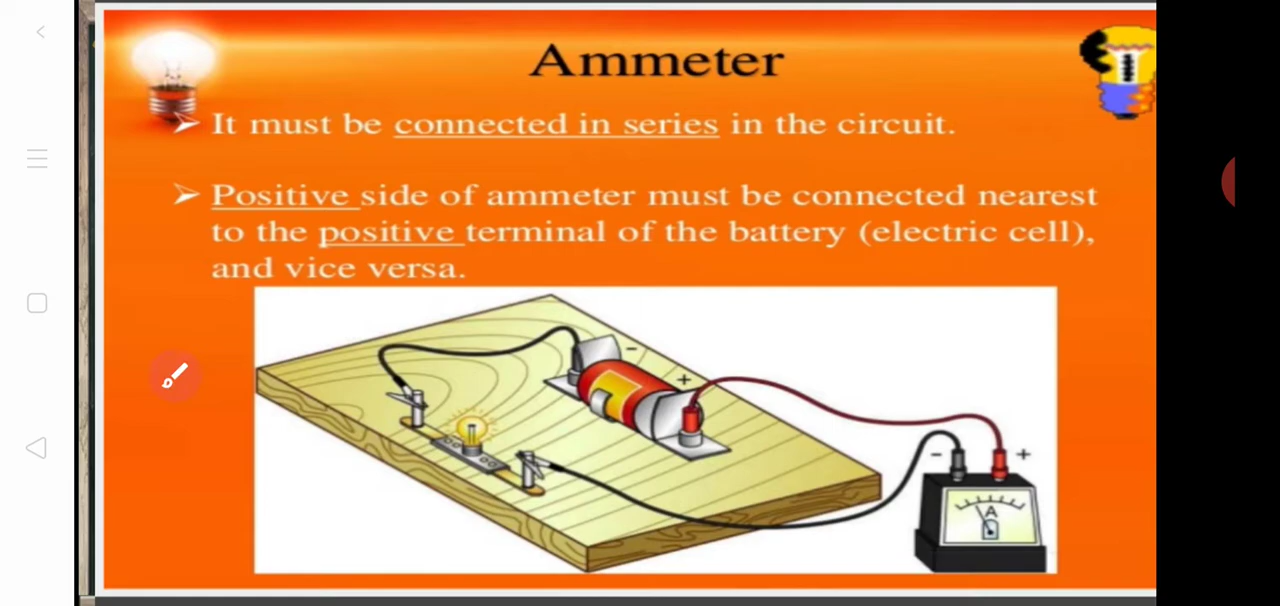 Ammeter
It must be connected in series in the circuit.
Positive side of ammeter must be connected nearest
to the positive terminal of the battery (electric cell),
and vice versa.
-
+
- +
A